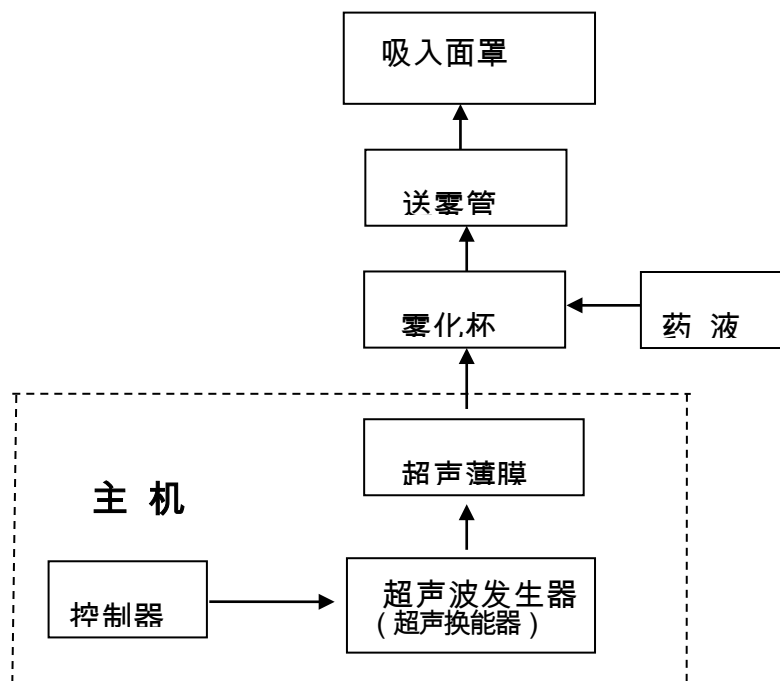 吸入面罩
送雾管
雾化杯
药 液
超声薄膜
主 机
超声波发生器
(超声换能器)
控制器